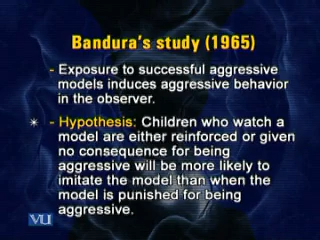 Bandura's study (1965)
- Exposure to successful aggressive
models induces aggressive behavior
in the observer.
- Hypothesis: Children who watch a
model are either reinforced or given
no consequence for being
aggressive will be more likely to
imitate the model than when the
model is punished for being
aggressive.
VU